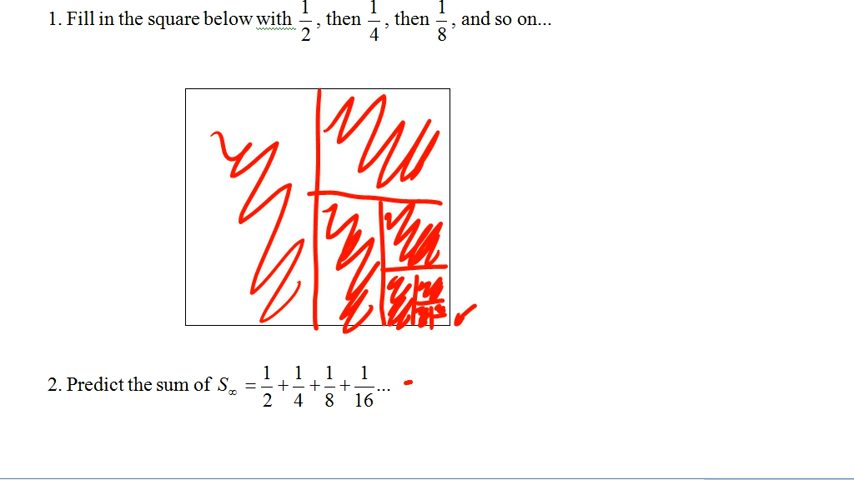 1. Fill in the square below with 1/2, then 1/4, then 1/8, and so on...
2. Predict the sum of S∞ = 1/2 + 1/4 + 1/8 + 1/16 ...